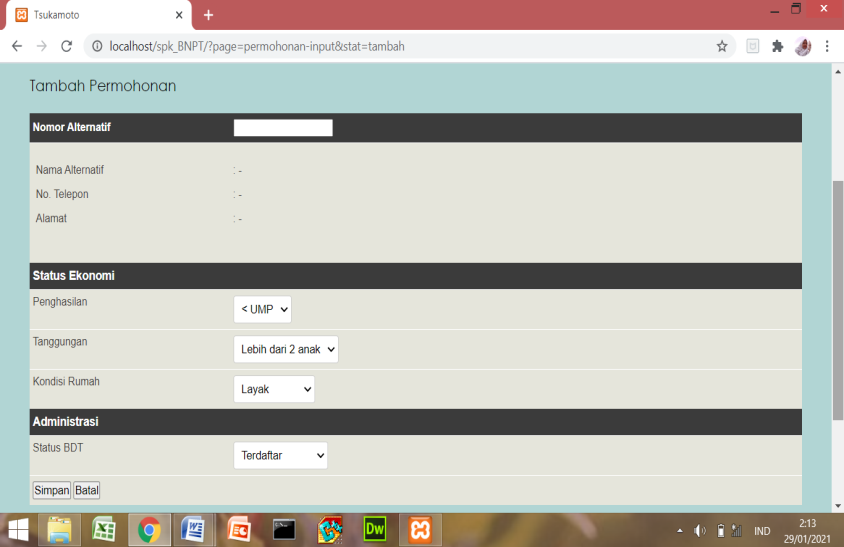 Tsukamoto
localhost/spk_BNPT/?page=permohonan-input&stat=tambah
Tambah Permohonan
Nomor Alternatif
Nama Alternatif : -
No. Telepon : -
Alamat : -
Status Ekonomi
Penghasilan < UMP
Tanggungan Lebih dari 2 anak
Kondisi Rumah Layak
Administrasi
Status BDT Terdaftar
Simpan Batal
Dw
IND 2:13
29/01/2021